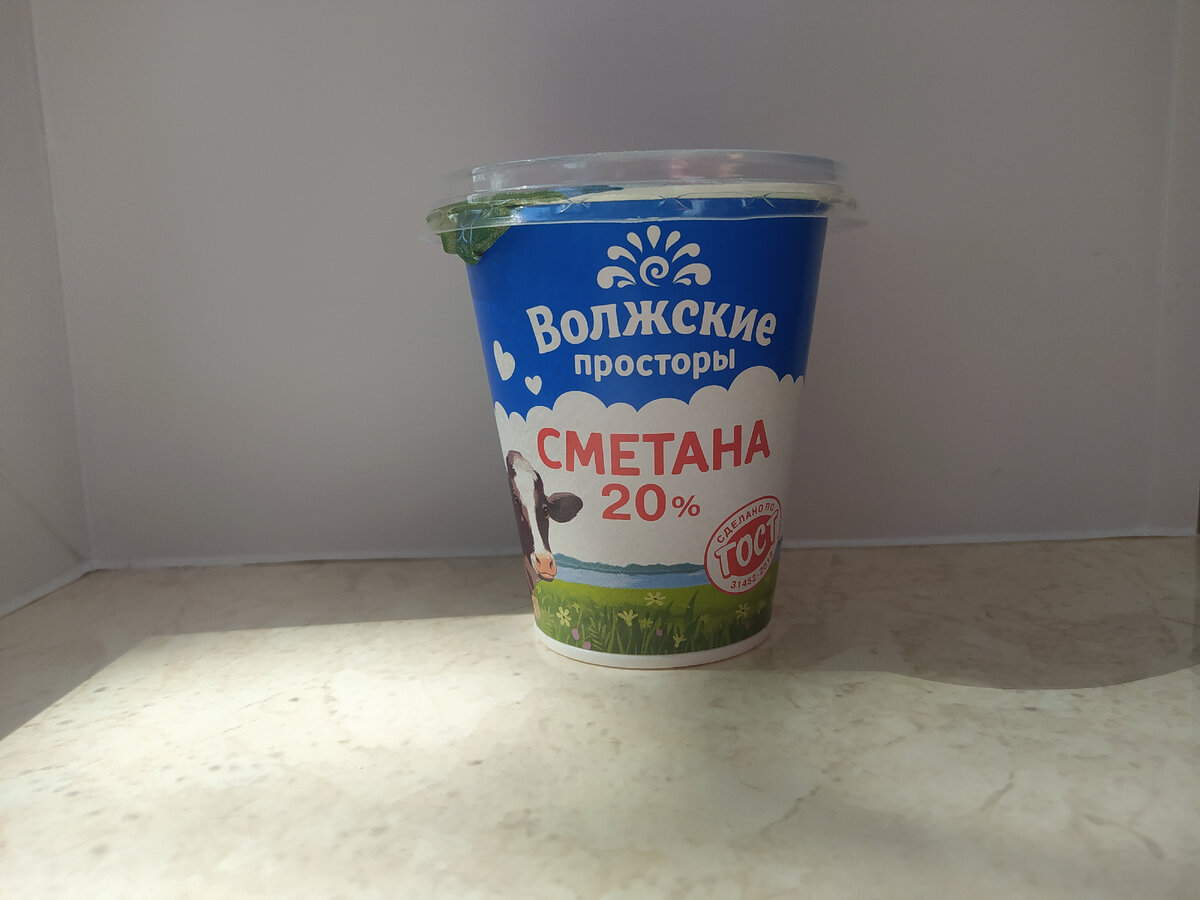 Волжские
просторы
СМЕТАНА
20%
СДЕЛАНО ПО
ГОСТ